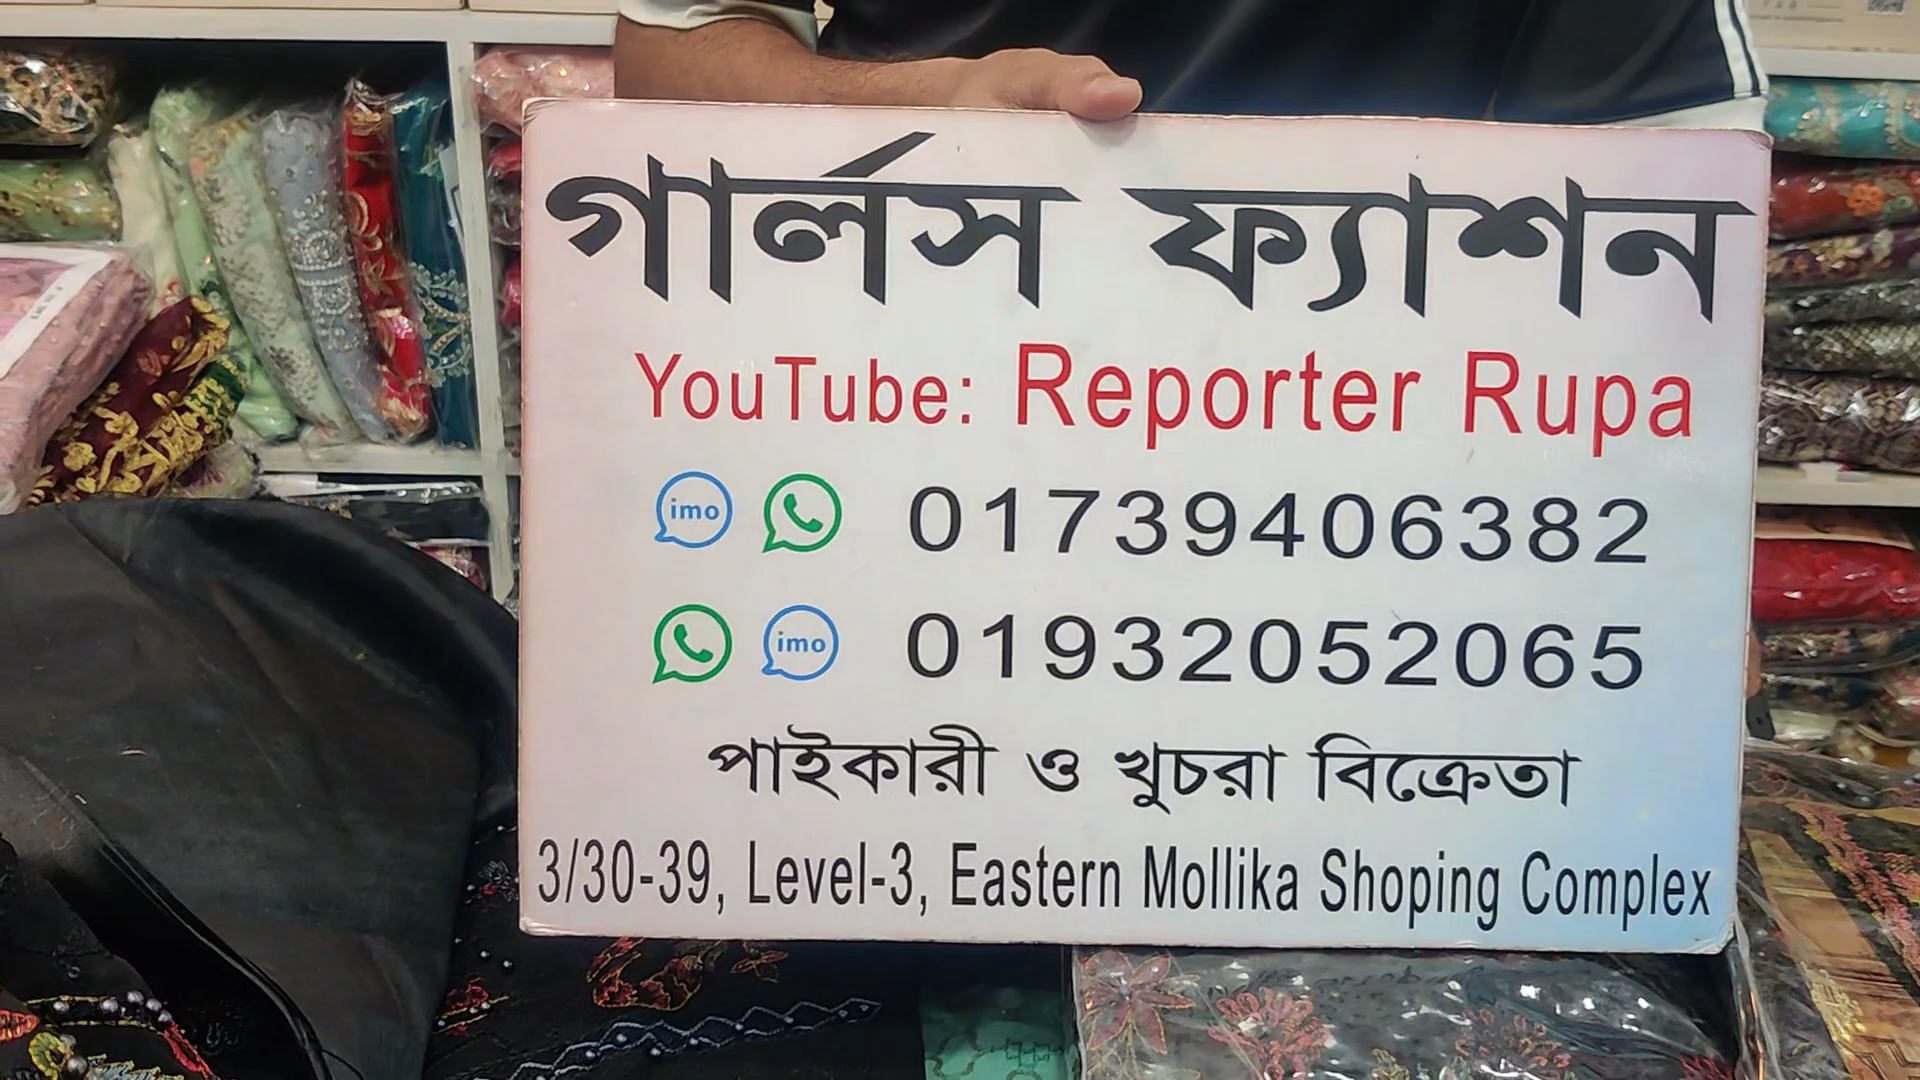 গার্লস ফ্যাশন
YouTube: Reporter Rupa
imo 01739406382
imo 01932052065
পাইকারী ও খুচরা বিক্রেতা
3/30-39, Level-3, Eastern Mollika Shoping Complex